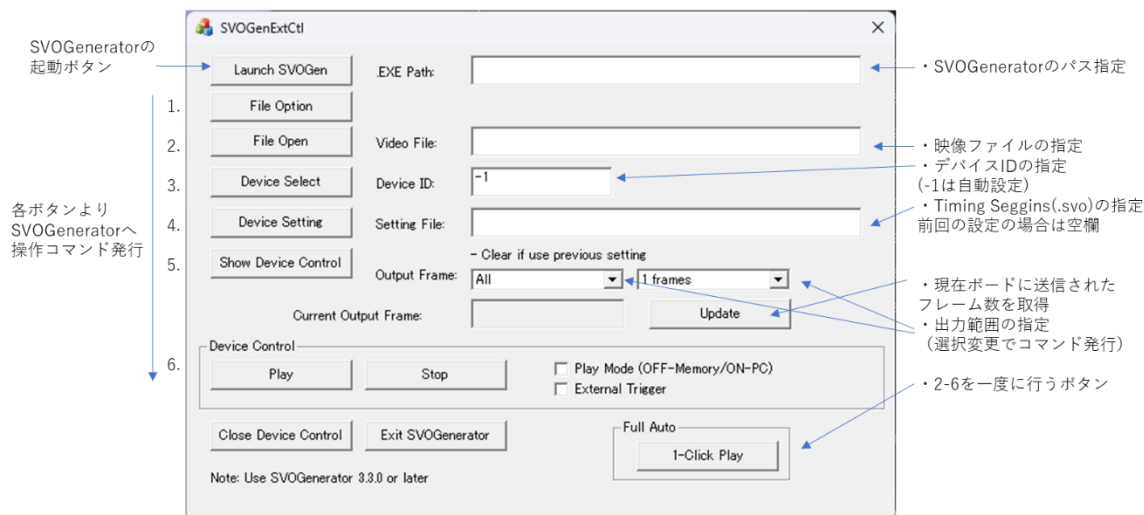 SVOGenExtCtl
SVOGeneratorの
起動ボタン
Launch SVOGen
.EXE Path:
・SVOGeneratorのパス指定
1.
File Option
2.
File Open
Video File:
・映像ファイルの指定
・デバイスIDの指定
(-1は自動設定)
3.
Device Select
Device ID:
-1
各ボタンより
SVOGeneratorへ
操作コマンド発行
4.
Device Setting
Setting File:
・Timing Seggins(.svo)の指定
前回の設定の場合は空欄
- Clear if use previous setting
5.
Show Device Control
Output Frame:
All
1 frames
・現在ボードに送信された
フレーム数を取得
Current Output Frame:
Update
・出力範囲の指定
（選択変更でコマンド発行）
Device Control
6.
Play
Stop
Play Mode (OFF-Memory/ON-PC)
External Trigger
・2-6を一度に行うボタン
Close Device Control
Exit SVOGenerator
Full Auto
1-Click Play
Note: Use SVOGenerator 3.3.0 or later